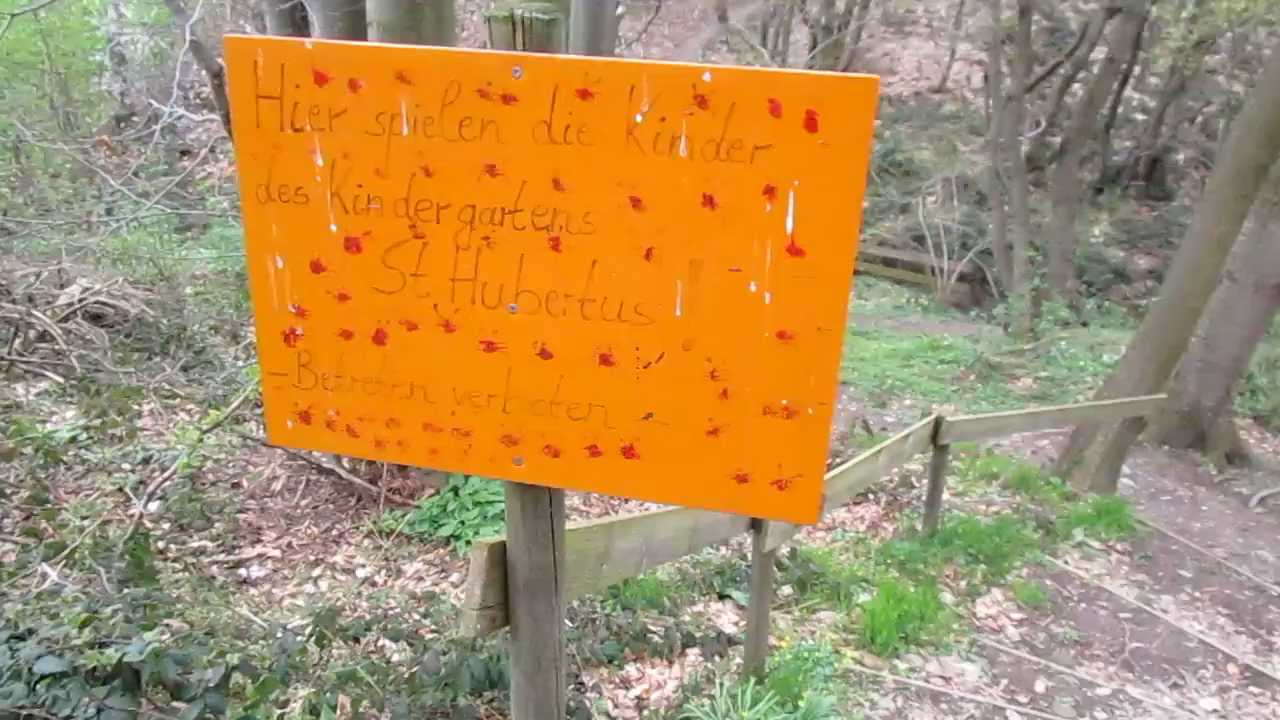 Hier spielen die Kinder
des Kindergartens
St. Hubertus !
- Betreten verboten -